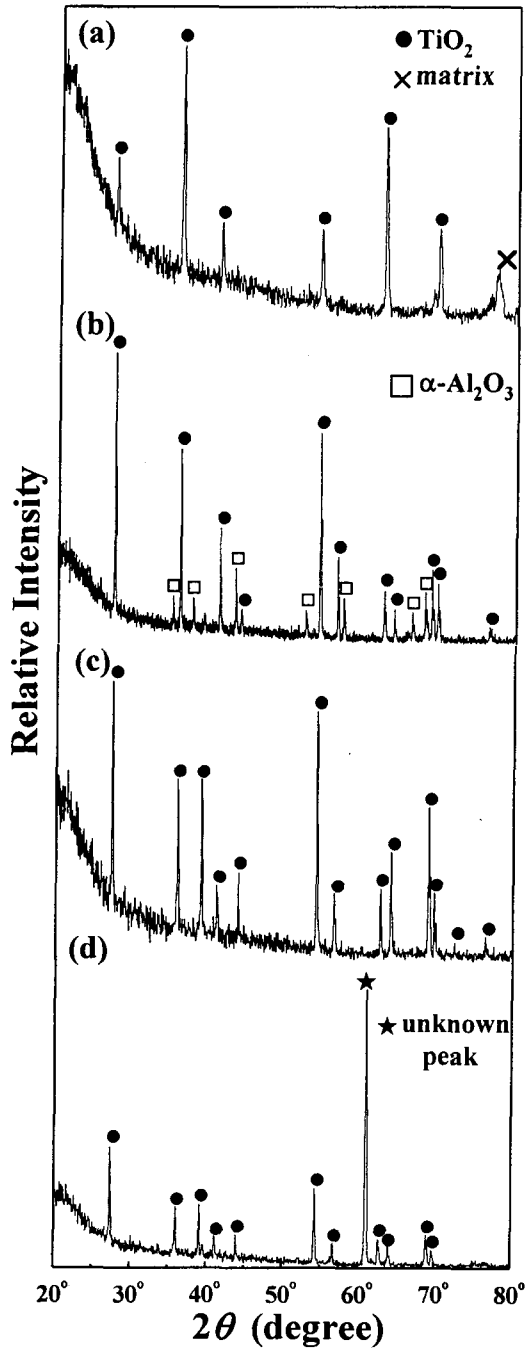 (a)
● TiO₂
× matrix
(b)
□ α-Al₂O₃
(c)
(d)
★ unknown
peak
Relative Intensity
20° 30° 40° 50° 60° 70° 80°
2θ (degree)